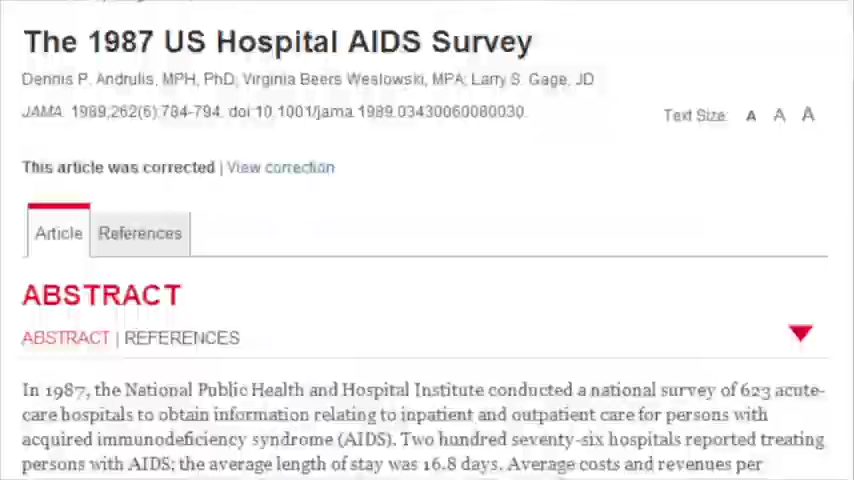 The 1987 US Hospital AIDS Survey
Dennis P. Andrulis, MPH, PhD; Virginia Beers Weslowski, MPA; Larry S. Gage, JD
JAMA. 1989;262(6):784-794. doi:10.1001/jama.1989.03430060080030.
Text Size: A A A
This article was corrected | View correction
Article References
ABSTRACT
ABSTRACT | REFERENCES
In 1987, the National Public Health and Hospital Institute conducted a national survey of 623 acute-
care hospitals to obtain information relating to inpatient and outpatient care for persons with
acquired immunodeficiency syndrome (AIDS). Two hundred seventy-six hospitals reported treating
persons with AIDS; the average length of stay was 16.8 days. Average costs and revenues per